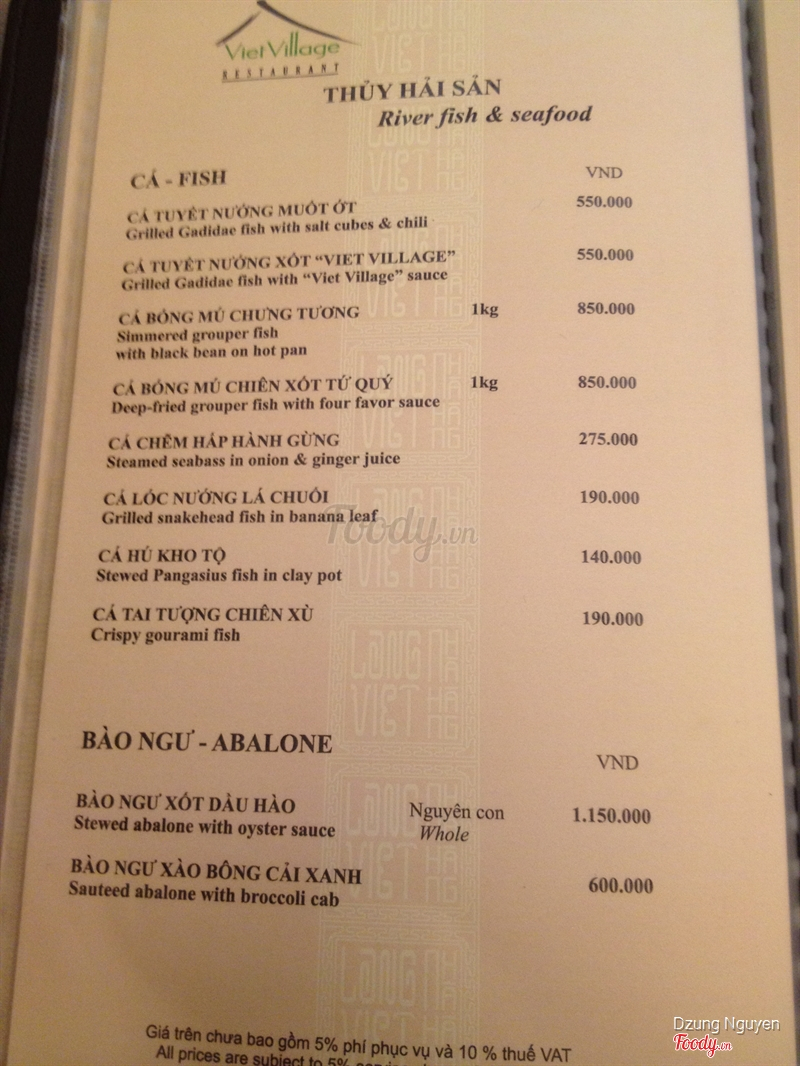 VietVillage
RESTAURANT
THỦY HẢI SẢN
River fish & seafood
CÁ - FISH VND
CÁ TUYẾT NƯỚNG MUỐT ỚT 550.000
Grilled Gadidae fish with salt cubes & chili
CÁ TUYẾT NƯỚNG XỐT “VIET VILLAGE” 550.000
Grilled Gadidae fish with “Viet Village” sauce
CÁ BÓNG MÚ CHƯNG TƯƠNG 1kg 850.000
Simmered grouper fish
with black bean on hot pan
CÁ BÓNG MÚ CHIÊN XỐT TỨ QUÝ 1kg 850.000
Deep-fried grouper fish with four favor sauce
CÁ CHẼM HẤP HÀNH GỪNG 275.000
Steamed seabass in onion & ginger juice
CÁ LÓC NƯỚNG LÁ CHUỐI 190.000
Grilled snakehead fish in banana leaf
Foody.vn
CÁ HÚ KHO TỘ 140.000
Stewed Pangasius fish in clay pot
CÁ TAI TƯỢNG CHIÊN XÙ 190.000
Crispy gourami fish
BÀO NGƯ - ABALONE
VND
BÀO NGƯ XỐT DẦU HÀO Nguyên con 1.150.000
Stewed abalone with oyster sauce Whole
BÀO NGƯ XÀO BÔNG CẢI XANH 600.000
Sauteed abalone with broccoli cab
Giá trên chưa bao gồm 5% phí phục vụ và 10 % thuế VAT
All prices are subject to 5%
Dzung Nguyen
Foody.vn